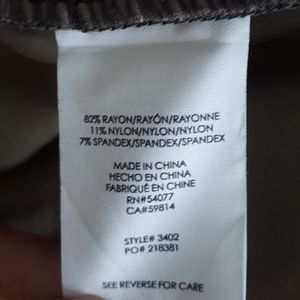 82% RAYON/RAYÓN/RAYONNE
11% NYLON/NYLON/NYLON
7% SPANDEX/SPANDEX/SPANDEX
MADE IN CHINA
HECHO EN CHINA
FABRIQUÉ EN CHINE
RN#54077
CA#59814
STYLE# 3402
PO# 218381
SEE REVERSE FOR CARE